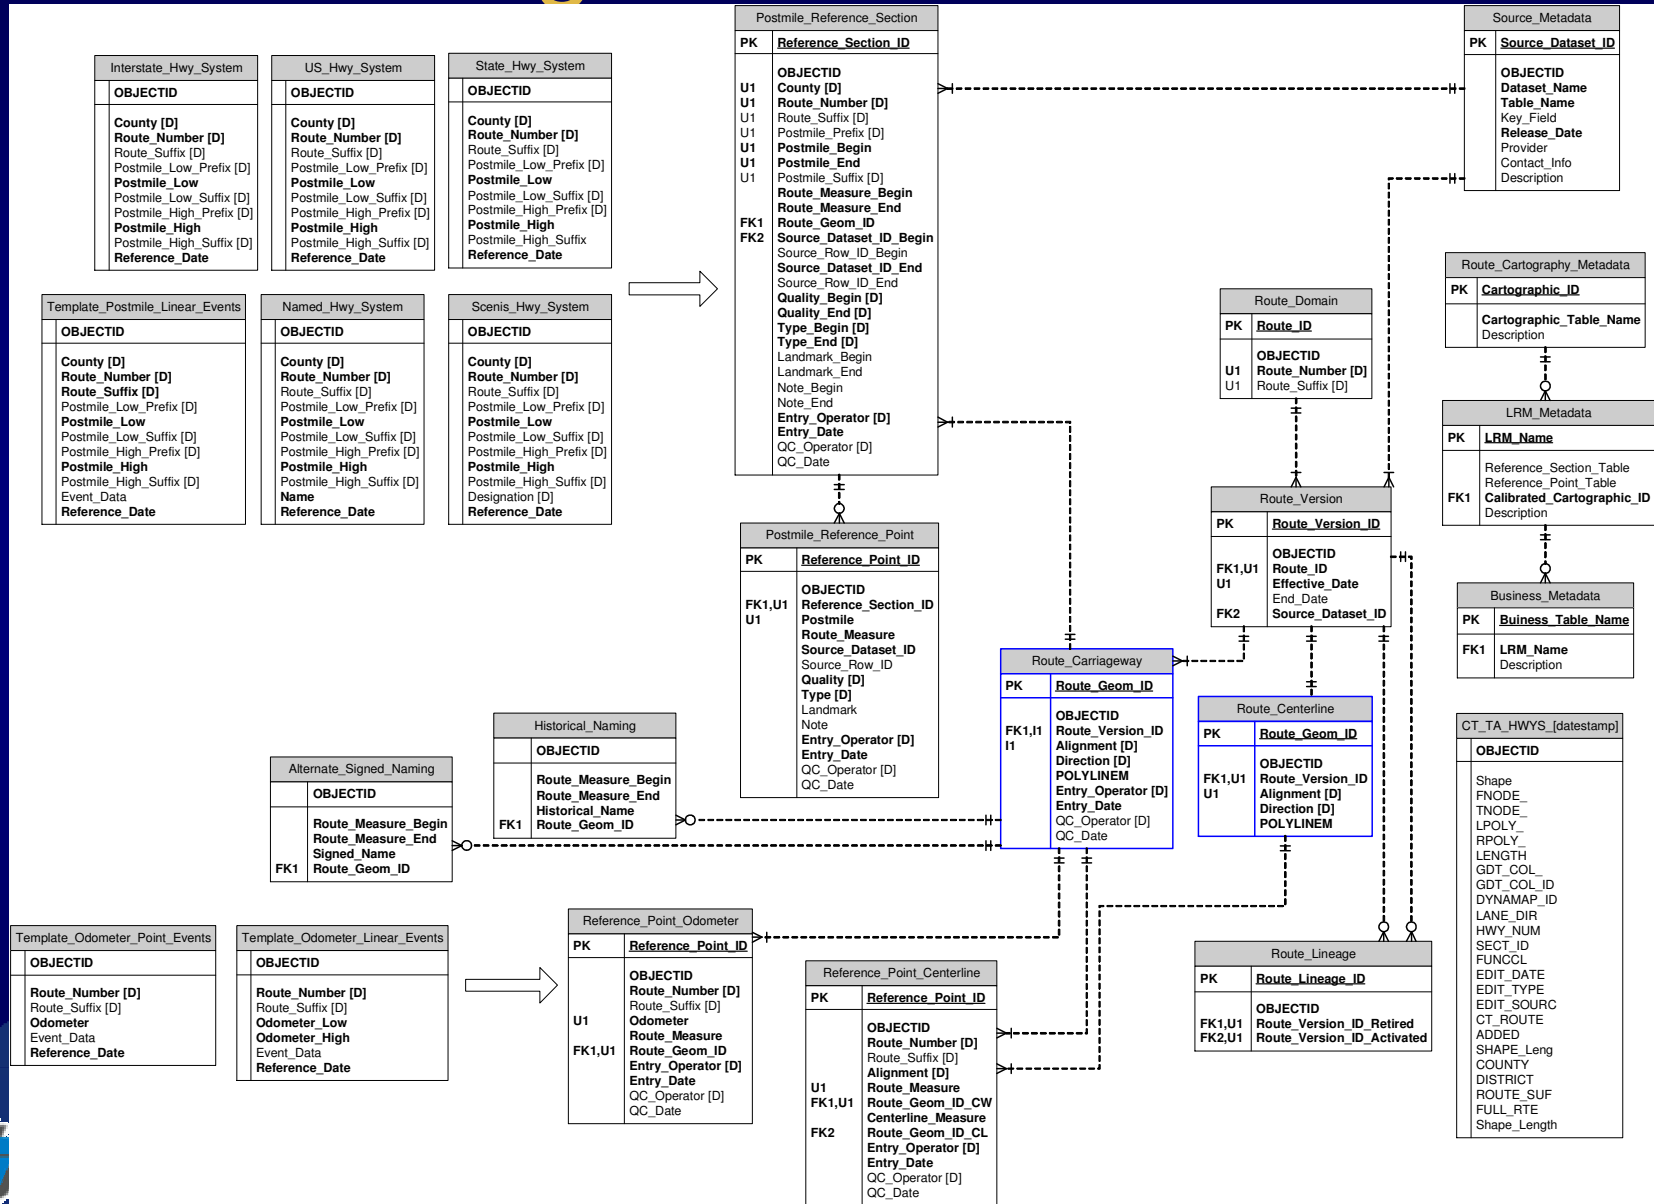 Interstate_Hwy_System
OBJECTID
County [D]
Route_Number [D]
Route_Suffix [D]
Postmile_Low_Prefix [D]
Postmile_Low
Postmile_Low_Suffix [D]
Postmile_High_Prefix [D]
Postmile_High
Postmile_High_Suffix [D]
Reference_Date
US_Hwy_System
OBJECTID
County [D]
Route_Number [D]
Route_Suffix [D]
Postmile_Low_Prefix [D]
Postmile_Low
Postmile_Low_Suffix [D]
Postmile_High_Prefix [D]
Postmile_High
Postmile_High_Suffix [D]
Reference_Date
State_Hwy_System
OBJECTID
County [D]
Route_Number [D]
Route_Suffix [D]
Postmile_Low_Prefix [D]
Postmile_Low
Postmile_Low_Suffix [D]
Postmile_High_Prefix [D]
Postmile_High
Postmile_High_Suffix
Reference_Date
Template_Postmile_Linear_Events
OBJECTID
County [D]
Route_Number [D]
Route_Suffix [D]
Postmile_Low_Prefix [D]
Postmile_Low
Postmile_Low_Suffix [D]
Postmile_High_Prefix [D]
Postmile_High
Postmile_High_Suffix [D]
Event_Data
Reference_Date
Named_Hwy_System
OBJECTID
County [D]
Route_Number [D]
Route_Suffix [D]
Postmile_Low_Prefix [D]
Postmile_Low
Postmile_Low_Suffix [D]
Postmile_High_Prefix [D]
Postmile_High
Postmile_High_Suffix [D]
Name
Reference_Date
Scenis_Hwy_System
OBJECTID
County [D]
Route_Number [D]
Route_Suffix [D]
Postmile_Low_Prefix [D]
Postmile_Low
Postmile_Low_Suffix [D]
Postmile_High_Prefix [D]
Postmile_High
Postmile_High_Suffix [D]
Designation [D]
Reference_Date
Postmile_Reference_Section
PK Reference_Section_ID
OBJECTID
U1 County [D]
U1 Route_Number [D]
U1 Route_Suffix [D]
U1 Postmile_Prefix [D]
U1 Postmile_Begin
U1 Postmile_End
U1 Postmile_Suffix [D]
Route_Measure_Begin
Route_Measure_End
FK1 Route_Geom_ID
FK2 Source_Dataset_ID_Begin
Source_Row_ID_Begin
Source_Dataset_ID_End
Source_Row_ID_End
Quality_Begin [D]
Quality_End [D]
Type_Begin [D]
Type_End [D]
Landmark_Begin
Landmark_End
Note_Begin
Note_End
Entry_Operator [D]
Entry_Date
QC_Operator [D]
QC_Date
Postmile_Reference_Point
PK Reference_Point_ID
OBJECTID
FK1,U1 Reference_Section_ID
U1 Postmile
Route_Measure
Source_Dataset_ID
Source_Row_ID
Quality [D]
Type [D]
Landmark
Note
Entry_Operator [D]
Entry_Date
QC_Operator [D]
QC_Date
Source_Metadata
PK Source_Dataset_ID
OBJECTID
Dataset_Name
Table_Name
Key_Field
Release_Date
Provider
Contact_Info
Description
Route_Domain
PK Route_ID
OBJECTID
U1 Route_Number [D]
U1 Route_Suffix [D]
Route_Cartography_Metadata
PK Cartographic_ID
Cartographic_Table_Name
Description
LRM_Metadata
PK LRM_Name
Reference_Section_Table
Reference_Point_Table
FK1 Calibrated_Cartographic_ID
Description
Business_Metadata
PK Buiness_Table_Name
FK1 LRM_Name
Description
Route_Version
PK Route_Version_ID
OBJECTID
FK1,U1 Route_ID
U1 Effective_Date
End_Date
FK2 Source_Dataset_ID
Route_Carriageway
PK Route_Geom_ID
OBJECTID
FK1,I1 Route_Version_ID
I1 Alignment [D]
Direction [D]
POLYLINEM
Entry_Operator [D]
Entry_Date
QC_Operator [D]
QC_Date
Route_Centerline
PK Route_Geom_ID
OBJECTID
FK1,U1 Route_Version_ID
U1 Alignment [D]
Direction [D]
POLYLINEM
Historical_Naming
OBJECTID
Route_Measure_Begin
Route_Measure_End
Historical_Name
FK1 Route_Geom_ID
Alternate_Signed_Naming
OBJECTID
Route_Measure_Begin
Route_Measure_End
Signed_Name
FK1 Route_Geom_ID
Template_Odometer_Point_Events
OBJECTID
Route_Number [D]
Route_Suffix [D]
Odometer
Event_Data
Reference_Date
Template_Odometer_Linear_Events
OBJECTID
Route_Number [D]
Route_Suffix [D]
Odometer_Low
Odometer_High
Event_Data
Reference_Date
Reference_Point_Odometer
PK Reference_Point_ID
OBJECTID
Route_Number [D]
Route_Suffix [D]
U1 Odometer
Route_Measure
FK1,U1 Route_Geom_ID
Entry_Operator [D]
Entry_Date
QC_Operator [D]
QC_Date
Reference_Point_Centerline
PK Reference_Point_ID
OBJECTID
Route_Number [D]
Route_Suffix [D]
Alignment [D]
U1 Route_Measure
FK1,U1 Route_Geom_ID_CW
Centerline_Measure
FK2 Route_Geom_ID_CL
Entry_Operator [D]
Entry_Date
QC_Operator [D]
QC_Date
Route_Lineage
PK Route_Lineage_ID
OBJECTID
FK1,U1 Route_Version_ID_Retired
FK2,U1 Route_Version_ID_Activated
CT_TA_HWYS_[datestamp]
OBJECTID
Shape
FNODE_
TNODE_
LPOLY_
RPOLY_
LENGTH
GDT_COL_
GDT_COL_ID
DYNAMAP_ID
LANE_DIR
HWY_NUM
SECT_ID
FUNCCL
EDIT_DATE
EDIT_TYPE
EDIT_SOURC
CT_ROUTE
ADDED
SHAPE_Leng
COUNTY
DISTRICT
ROUTE_SUF
FULL_RTE
Shape_Length